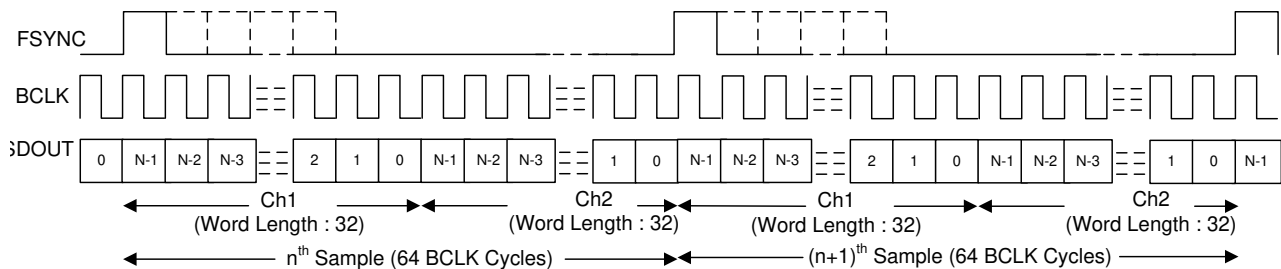 FSYNC
BCLK
SDOUT 0 N-1 N-2 N-3 2 1 0 N-1 N-2 N-3 1 0 N-1 N-2 N-3 2 1 0 N-1 N-2 N-3 1 0 N-1
Ch1 Ch2 Ch1 Ch2
(Word Length : 32) (Word Length : 32) (Word Length : 32) (Word Length : 32)
nth Sample (64 BCLK Cycles) (n+1)th Sample (64 BCLK Cycles)